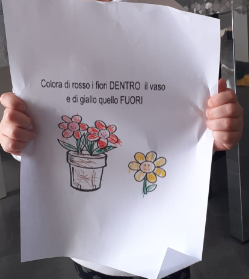 Colora di rosso i fiori DENTRO il vaso
e di giallo quello FUORI